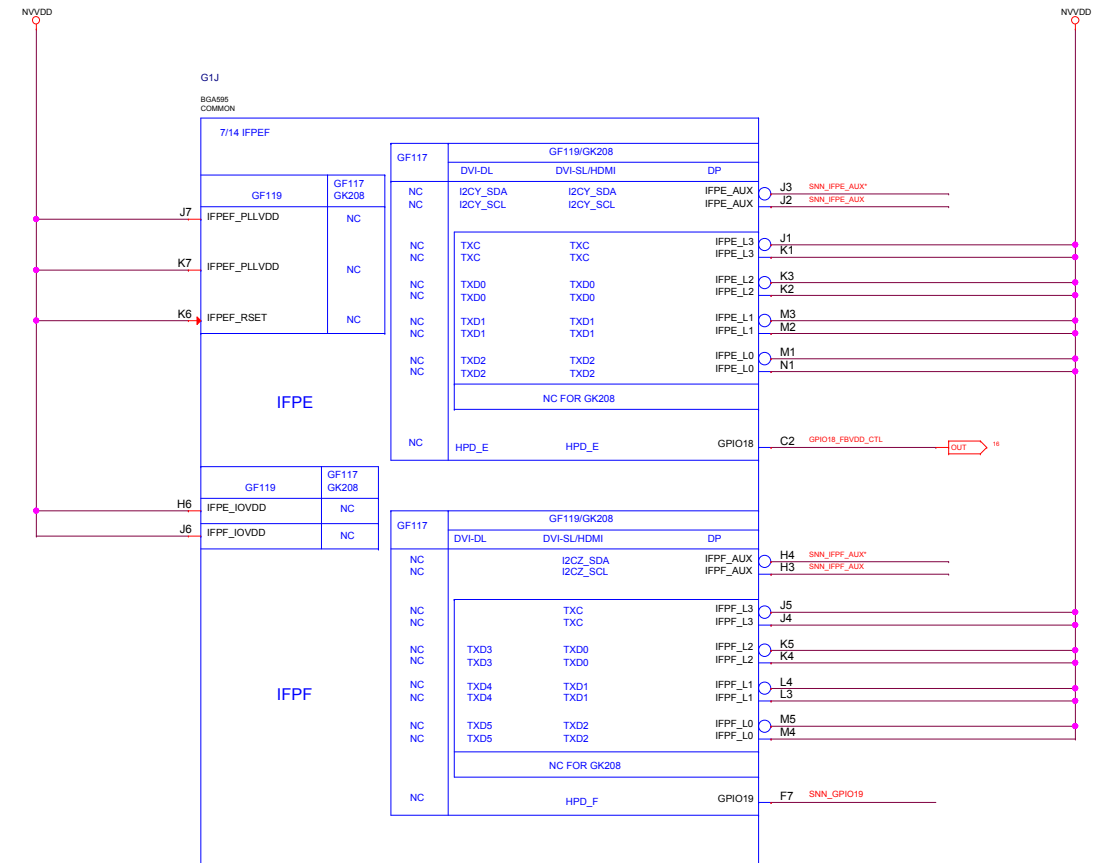 NVVDD
NVVDD
G1J
BGA595
COMMON
7/14 IFPEF
GF119
GF117
GK208
J7 IFPEF_PLLVDD NC
K7 IFPEF_PLLVDD NC
K6 IFPEF_RSET NC
IFPE
GF117
GF119/GK208
DVI-DL DVI-SL/HDMI DP
NC I2CY_SDA I2CY_SDA IFPE_AUX J3 SNN_IFPE_AUX*
NC I2CY_SCL I2CY_SCL IFPE_AUX J2 SNN_IFPE_AUX
NC TXC TXC IFPE_L3 J1
NC TXC TXC IFPE_L3 K1
NC TXD0 TXD0 IFPE_L2 K3
NC TXD0 TXD0 IFPE_L2 K2
NC TXD1 TXD1 IFPE_L1 M3
NC TXD1 TXD1 IFPE_L1 M2
NC TXD2 TXD2 IFPE_L0 M1
NC TXD2 TXD2 IFPE_L0 N1
NC FOR GK208
NC HPD_E HPD_E GPIO18 C2 GPIO18_FBVDD_CTL OUT 16
GF119
GF117
GK208
H6 IFPE_IOVDD NC
J6 IFPF_IOVDD NC
IFPF
GF117
GF119/GK208
DVI-DL DVI-SL/HDMI DP
NC I2CZ_SDA IFPF_AUX H4 SNN_IFPF_AUX*
NC I2CZ_SCL IFPF_AUX H3 SNN_IFPF_AUX
NC TXC IFPF_L3 J5
NC TXC IFPF_L3 J4
NC TXD3 TXD0 IFPF_L2 K5
NC TXD3 TXD0 IFPF_L2 K4
NC TXD4 TXD1 IFPF_L1 L4
NC TXD4 TXD1 IFPF_L1 L3
NC TXD5 TXD2 IFPF_L0 M5
NC TXD5 TXD2 IFPF_L0 M4
NC FOR GK208
NC HPD_F GPIO19 F7 SNN_GPIO19